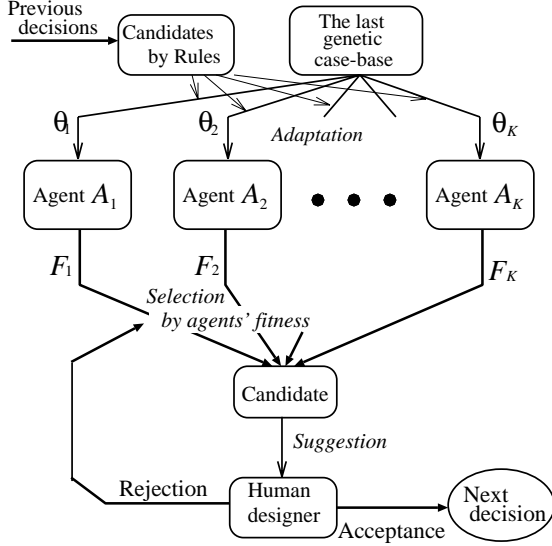 Previous
decisions
Candidates
by Rules
The last
genetic
case-base
θ1
θ2
Adaptation
θK
Agent A1
Agent A2
Agent AK
F1
F2
FK
Selection
by agents' fitness
Candidate
Suggestion
Rejection
Human
designer
Acceptance
Next
decision